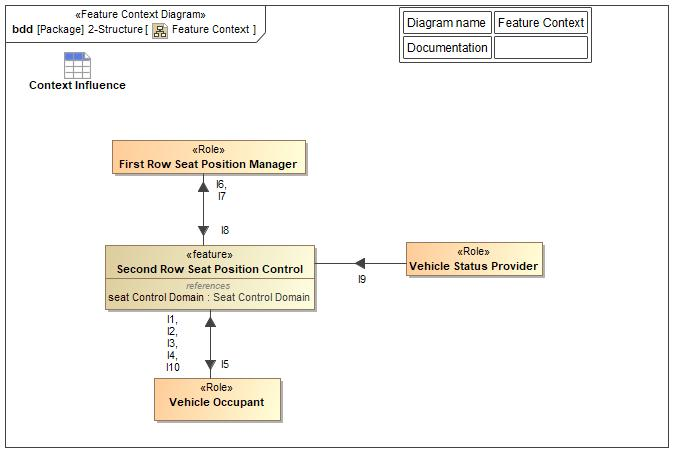 «Feature Context Diagram»
bdd [Package] 2-Structure [ Feature Context ]
Diagram name Feature Context
Documentation
Context Influence
«Role»
First Row Seat Position Manager
I6,
I7
I8
«feature»
Second Row Seat Position Control
references
seat Control Domain : Seat Control Domain
«Role»
Vehicle Status Provider
I9
I1,
I2,
I3,
I4,
I10
I5
«Role»
Vehicle Occupant